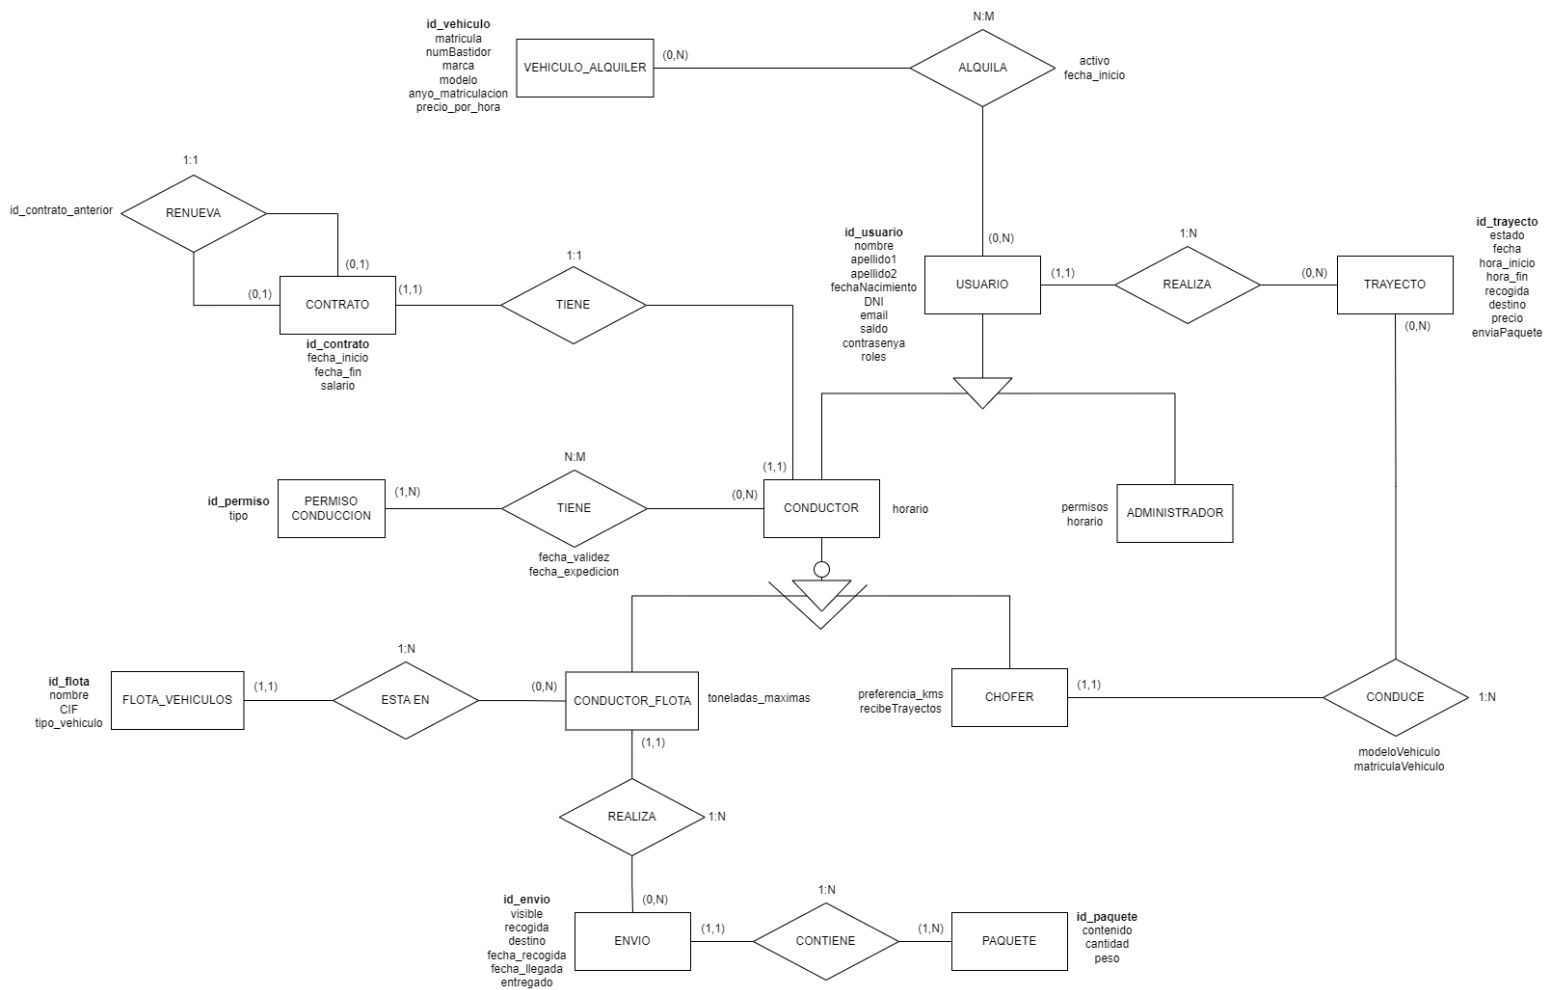 N:M
id_vehiculo
matricula
numBastidor
marca
modelo
anyo_matriculacion
precio_por_hora
VEHICULO_ALQUILER
(0,N)
ALQUILA
activo
fecha_inicio
1:1
id_contrato_anterior
RENUEVA
(0,1)
(0,1)
CONTRATO
(1,1)
id_contrato
fecha_inicio
fecha_fin
salario
1:1
TIENE
(1,1)
id_usuario
nombre
apellido1
apellido2
fechaNacimiento
DNI
email
saldo
contrasenya
roles
(0,N)
USUARIO
(1,1)
1:N
REALIZA
(0,N)
TRAYECTO
(0,N)
id_trayecto
estado
fecha
hora_inicio
hora_fin
recogida
destino
precio
enviaPaquete
id_permiso
tipo
PERMISO
CONDUCCION
(1,N)
N:M
TIENE
fecha_validez
fecha_expedicion
(0,N)
CONDUCTOR
horario
permisos
horario
ADMINISTRADOR
id_flota
nombre
CIF
tipo_vehiculo
FLOTA_VEHICULOS
(1,1)
1:N
ESTA EN
(0,N)
CONDUCTOR_FLOTA
toneladas_maximas
(1,1)
preferencia_kms
recibeTrayectos
CHOFER
(1,1)
CONDUCE
1:N
modeloVehiculo
matriculaVehiculo
REALIZA
1:N
(0,N)
id_envio
visible
recogida
destino
fecha_recogida
fecha_llegada
entregado
ENVIO
(1,1)
1:N
CONTIENE
(1,N)
PAQUETE
id_paquete
contenido
cantidad
peso